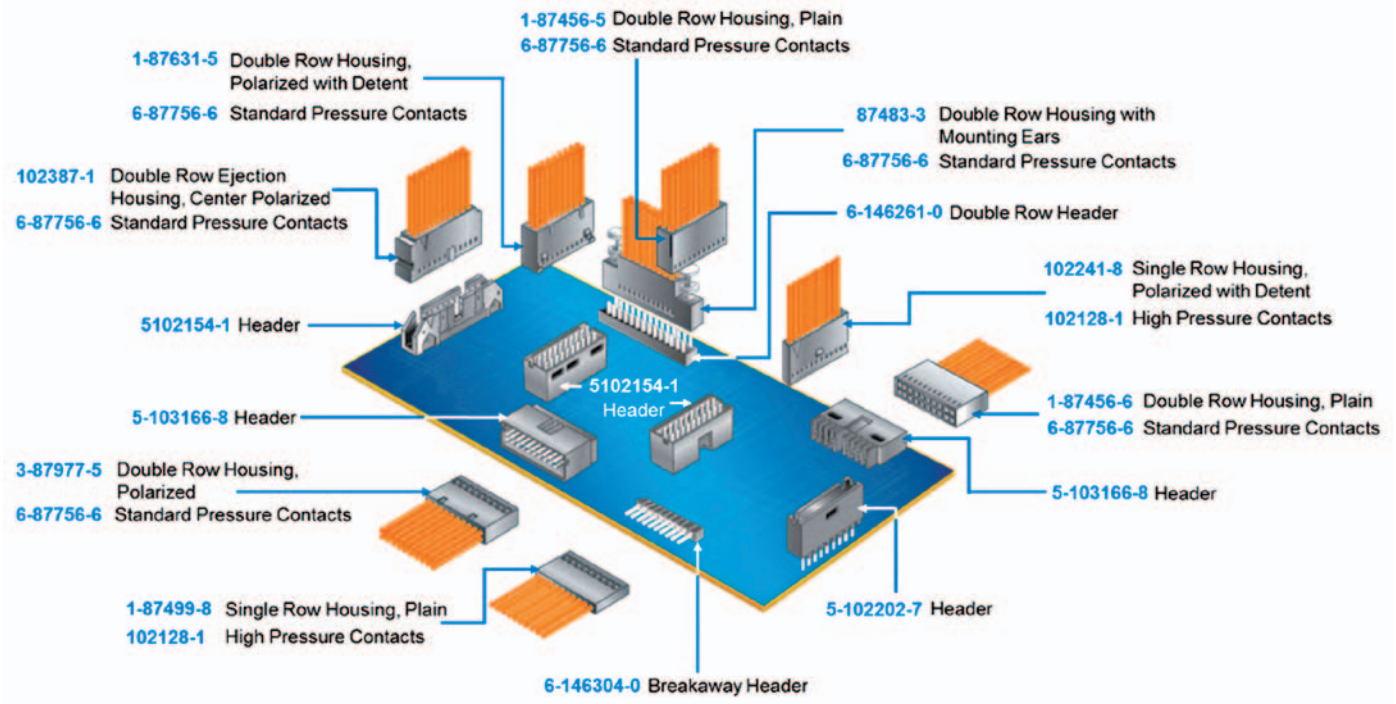 1-87456-5 Double Row Housing, Plain
6-87756-6 Standard Pressure Contacts
1-87631-5 Double Row Housing,
Polarized with Detent
6-87756-6 Standard Pressure Contacts
87483-3 Double Row Housing with
Mounting Ears
6-87756-6 Standard Pressure Contacts
102387-1 Double Row Ejection
Housing, Center Polarized
6-87756-6 Standard Pressure Contacts
6-146261-0 Double Row Header
102241-8 Single Row Housing,
Polarized with Detent
102128-1 High Pressure Contacts
5102154-1 Header
5102154-1
Header
1-87456-6 Double Row Housing, Plain
6-87756-6 Standard Pressure Contacts
5-103166-8 Header
3-87977-5 Double Row Housing,
Polarized
6-87756-6 Standard Pressure Contacts
5-103166-8 Header
1-87499-8 Single Row Housing, Plain
102128-1 High Pressure Contacts
5-102202-7 Header
6-146304-0 Breakaway Header